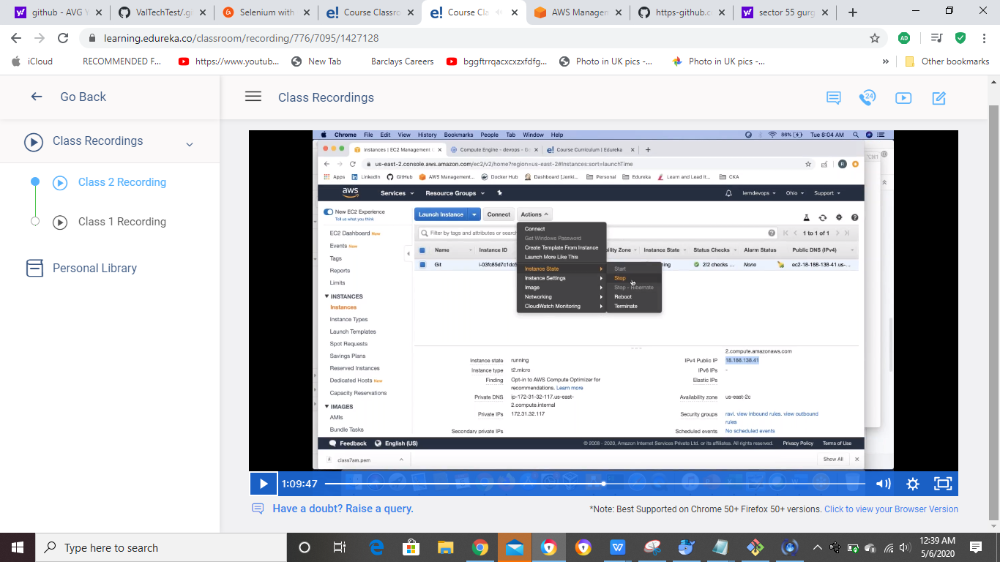 github - AVG Y
ValTechTest/.g
Selenium with
Course Classro
Course Cla
AWS Managen
https-github.c
sector 55 gurg
learning.edureka.co/classroom/recording/776/7095/1427128
iCloud
RECOMMENDED F...
https://www.youtub...
New Tab
Barclays Careers
bggftrrqacxcxzxfdfg...
Photo in UK pics -...
Photo in UK pics -...
»
Other bookmarks
Go Back
Class Recordings
Class Recordings
Class 2 Recording
Class 1 Recording
Personal Library
Chrome File Edit View History Bookmarks People Tab Window Help
86% Tue 8:04 AM
Instances | EC2 Management
Compute Engine - devops - G
Course Curriculum | Edureka
us-east-2.console.aws.amazon.com/ec2/v2/home?region=us-east-2#Instances:sort=launchTime
Apps LinkedIn GitHub AWS Management... Docker Hub Dashboard [Jenki... Personal Edureka Learn and Lead It... CKA
aws Services Resource Groups
lerndevops Ohio Support
New EC2 Experience
Tell us what you think
EC2 Dashboard New
Events New
Tags
Reports
Limits
INSTANCES
Instances
Instance Types
Launch Templates
Spot Requests
Savings Plans
Reserved Instances
Dedicated Hosts New
Capacity Reservations
IMAGES
AMIs
Bundle Tasks
Launch Instance Connect Actions
Filter by tags and attributes or searc
1 to 1 of 1
Name Instance ID ility Zone Instance State Status Checks Alarm Status Public DNS (IPv4)
Git i-03fc85d7c1dc5 ning 2/2 checks ... None ec2-18-188-138-41.us-...
Connect
Get Windows Password
Create Template From Instance
Launch More Like This
Instance State
Instance Settings
Image
Networking
CloudWatch Monitoring
Start
Stop
Stop - Hibernate
Reboot
Terminate
2.compute.amazonaws.com
Instance state running
IPv4 Public IP 18.188.138.41
Instance type t2.micro
IPv6 IPs -
Finding Opt-in to AWS Compute Optimizer for
recommendations. Learn more
Elastic IPs
Private DNS ip-172-31-32-117.us-east-
2.compute.internal
Availability zone us-east-2c
Private IPs 172.31.32.117
Security groups ravi. view inbound rules. view outbound
rules
Secondary private IPs
Scheduled events No scheduled events
Feedback English (US)
© 2008 - 2020, Amazon Internet Services Private Ltd. or its affiliates. All rights reserved. Privacy Policy Terms of Use
class7am.pem
Show All
1:09:47
Have a doubt? Raise a query.
*Note: Best Supported on Chrome 50+ Firefox 50+ versions. Click to view your Browser Version
Type here to search
12:39 AM
5/6/2020